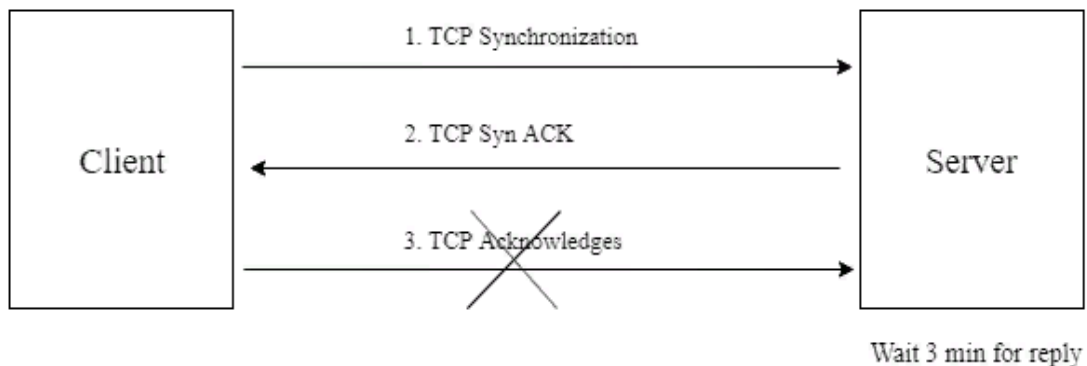 1. TCP Synchronization
2. TCP Syn ACK
Client
Server
3. TCP Acknowledges
Wait 3 min for reply